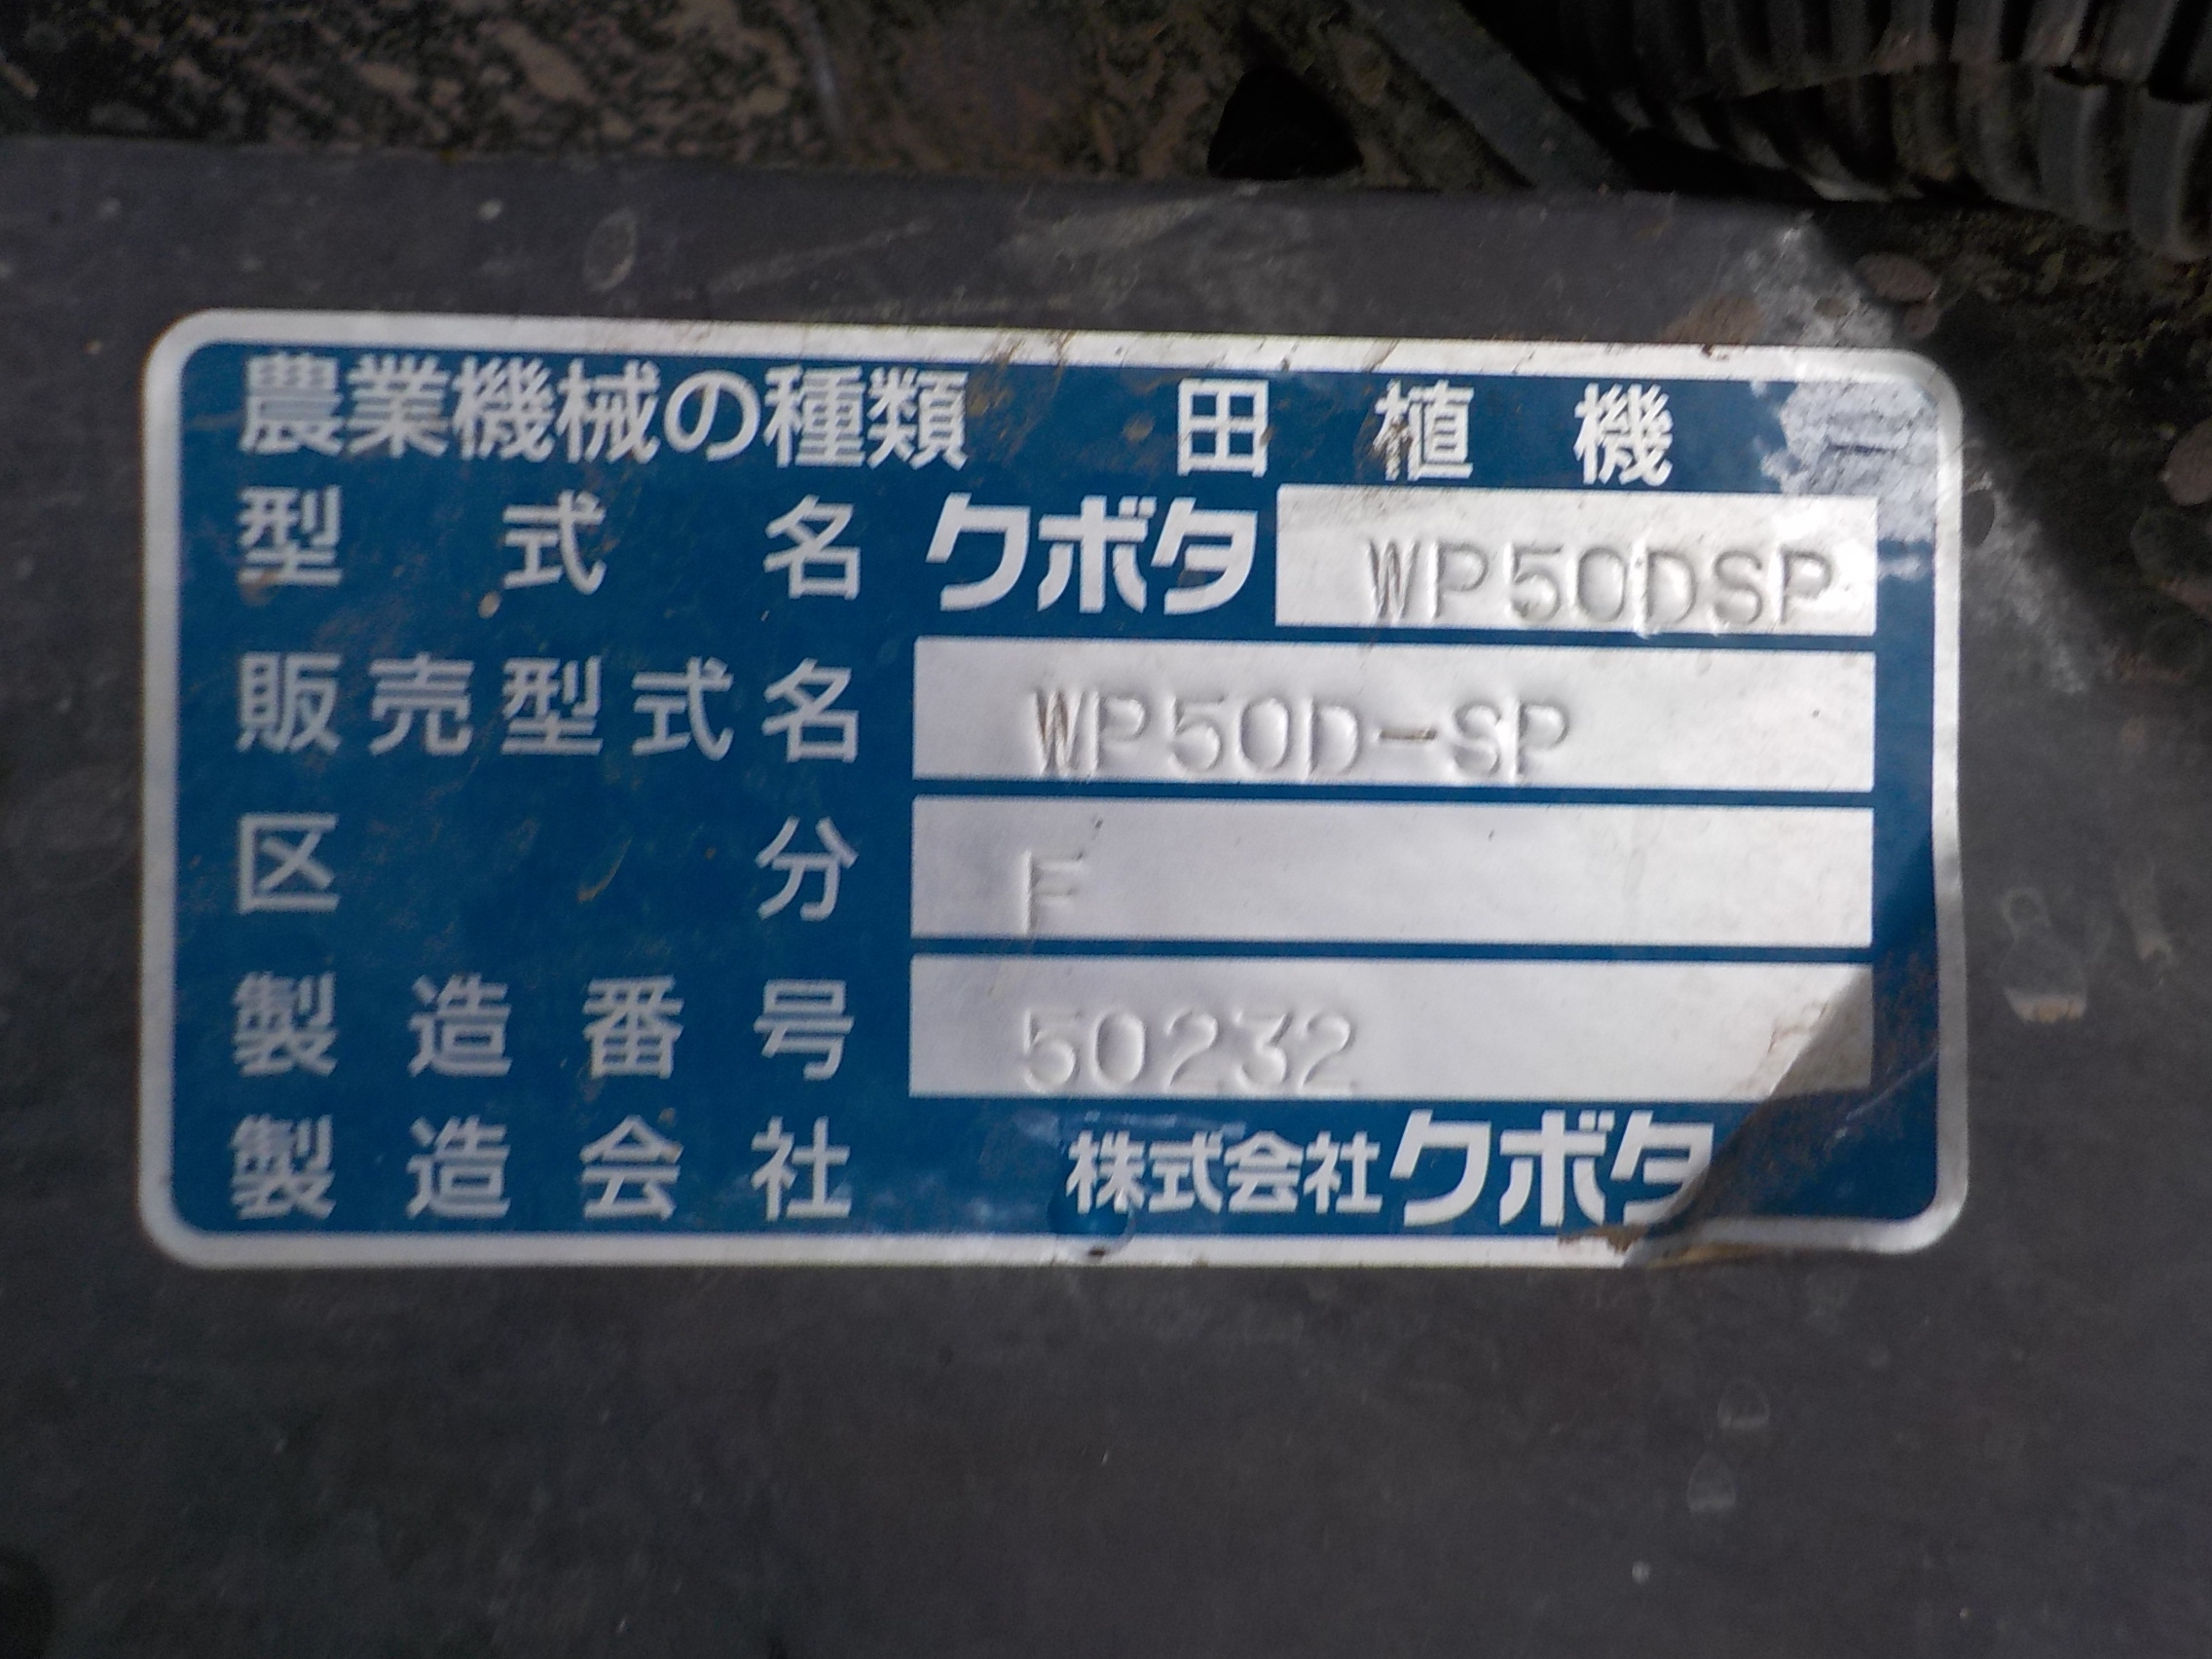 農業機械の種類 田植機
型式名 クボタ WP50DSP
販売型式名 WP50D-SP
区分 F
製造番号 50232
製造会社 株式会社クボタ